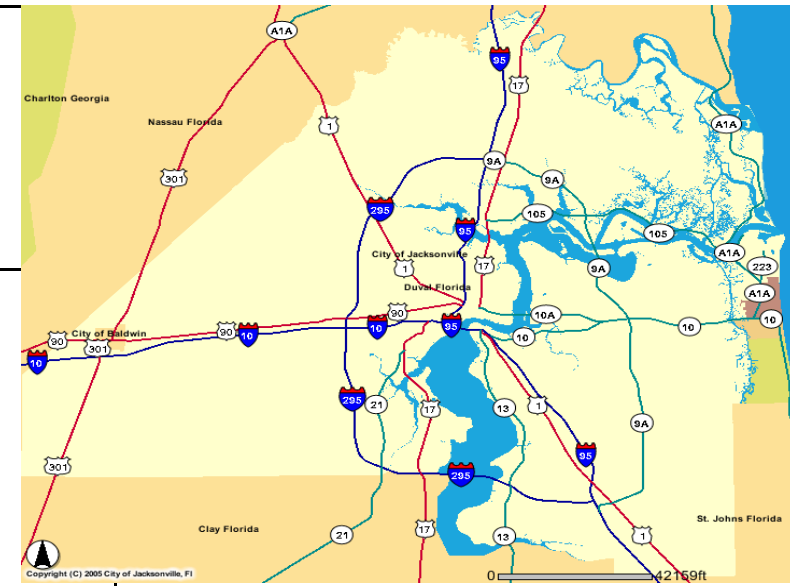 A1A
95
17
Charlton Georgia
Nassau Florida
1
A1A
9A
9A
301
295
105
95
105
City of Jacksonville
A1A
1
17
9A
223
Duval Florida
A1A
90
10A
10
90
City of Baldwin
90
10
10
95
10
10
301
10
295
21
17
13
1
9A
95
301
295
Clay Florida
St. Johns Florida
21
17
13
1
Copyright (C) 2005 City of Jacksonville, Fl
0 42159ft